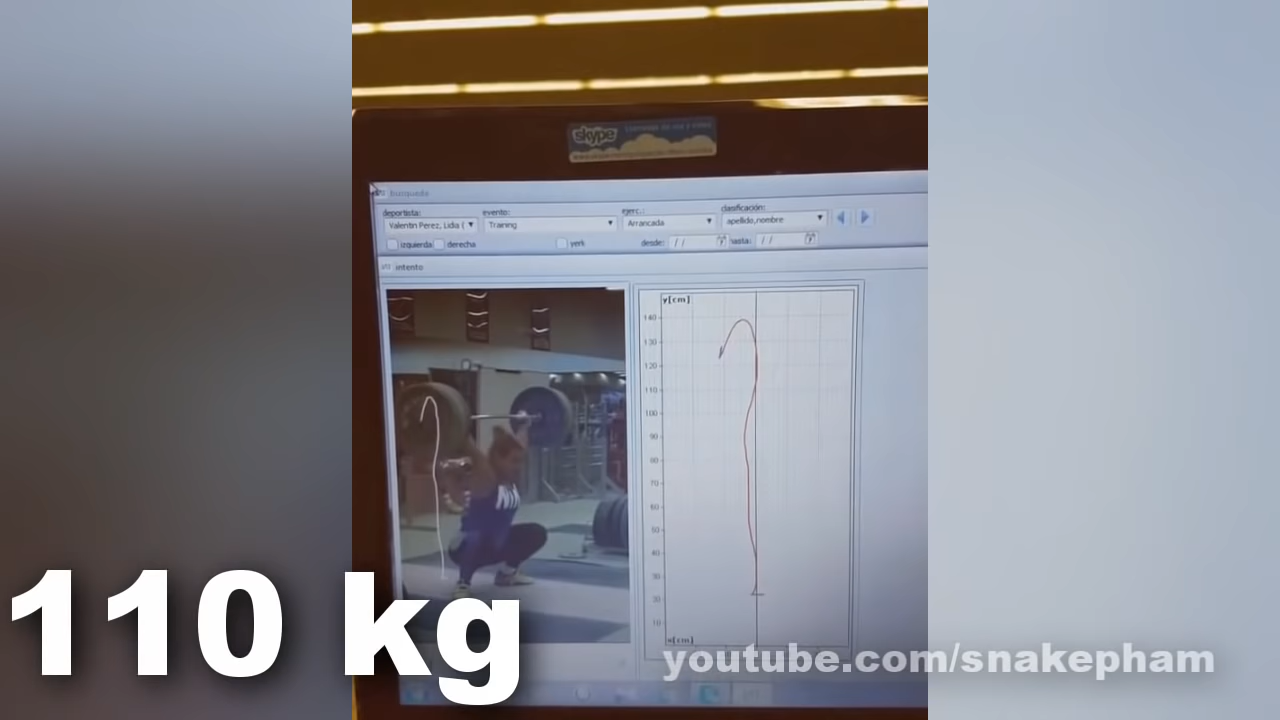 skype
Busqueda
deportista:
evento:
ejerc.:
clasificación:
Valentin Perez, Lidia (
Training
Arrancada
apellido,nombre
izquierda
derecha
yerk
desde:
/ /
hasta:
/ /
intento
y[cm]
140
130
120
110
100
90
80
70
60
50
40
30
20
10
x[cm]
110 kg
youtube.com/snakepham